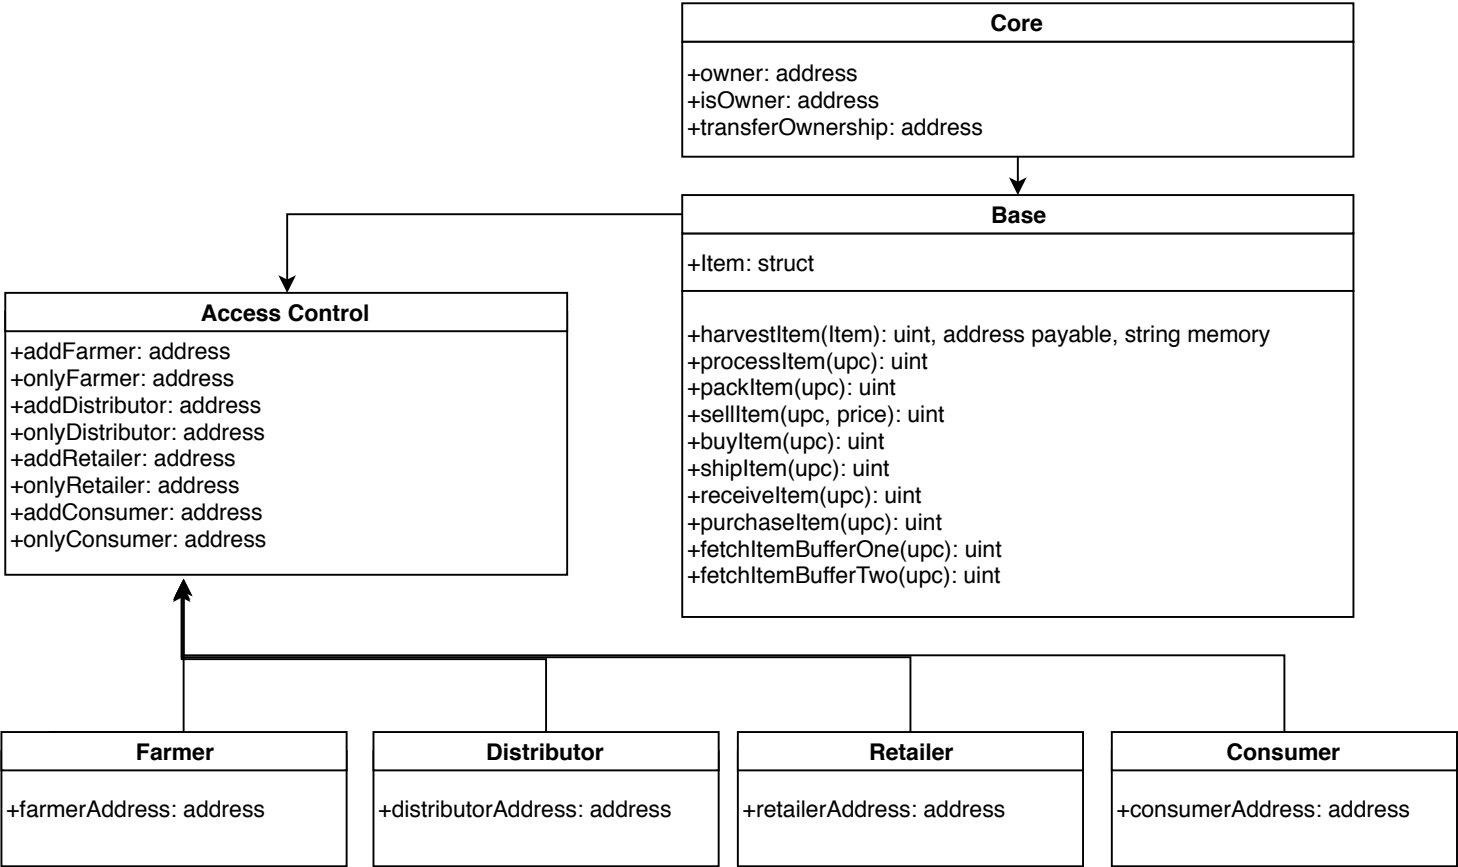 Core
+owner: address
+isOwner: address
+transferOwnership: address
Base
+Item: struct
+harvestItem(Item): uint, address payable, string memory
+processItem(upc): uint
+packItem(upc): uint
+sellItem(upc, price): uint
+buyItem(upc): uint
+shipItem(upc): uint
+receiveItem(upc): uint
+purchaseItem(upc): uint
+fetchItemBufferOne(upc): uint
+fetchItemBufferTwo(upc): uint
Access Control
+addFarmer: address
+onlyFarmer: address
+addDistributor: address
+onlyDistributor: address
+addRetailer: address
+onlyRetailer: address
+addConsumer: address
+onlyConsumer: address
Farmer
+farmerAddress: address
Distributor
+distributorAddress: address
Retailer
+retailerAddress: address
Consumer
+consumerAddress: address